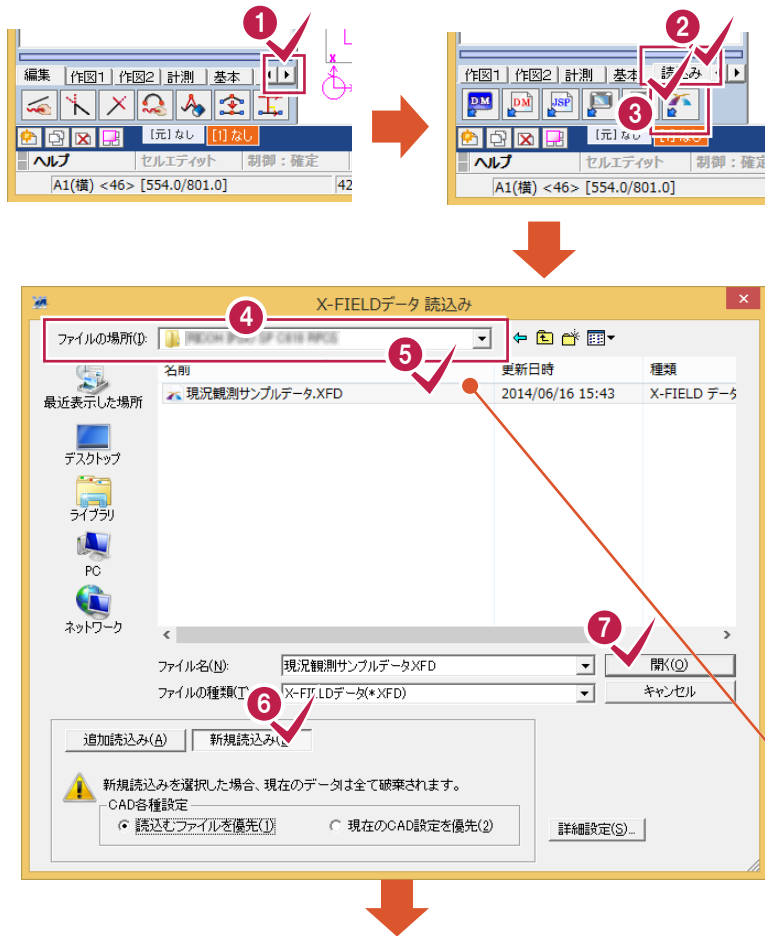 1
編集 作図1 作図2 計測 基本
[元]なし [1]なし
ヘルプ セルエディット 制御：確定
A1(横) <46> [554.0/801.0] 42
2
作図1 作図2 計測 基本 読込み
DM DM JSP
3
[元]なし
ヘルプ セルエディット 制御：確定
A1(横) <46> [554.0/801.0]
X-FIELDデータ 読込み
4
ファイルの場所(I):
5
名前 更新日時 種類
最近表示した場所
現況観測サンプルデータ.XFD 2014/06/16 15:43 X-FIELD データ
デスクトップ
ライブラリ
PC
ネットワーク
7
ファイル名(N): 現況観測サンプルデータ.XFD 開く(O)
ファイルの種類(T) X-FIELDデータ(*.XFD) キャンセル
6
追加読込み(A) 新規読込み
新規読込みを選択した場合、現在のデータは全て破棄されます。
CAD各種設定
読込むファイルを優先(1) 現在のCAD設定を優先(2)
詳細設定(S)...